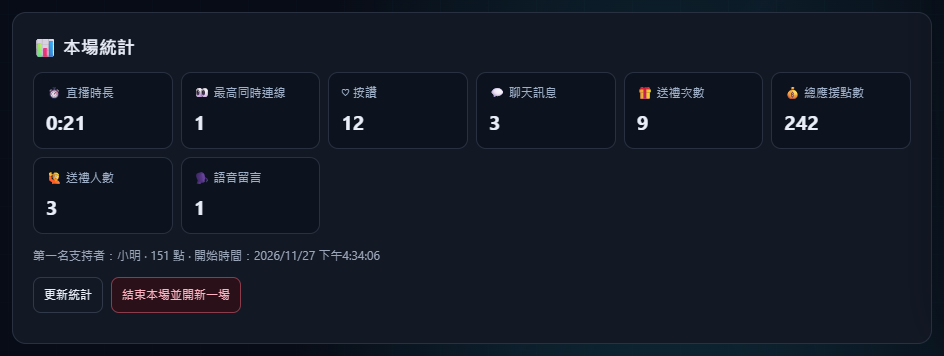 📊 本場統計
⏱ 直播時長
0:21
👀 最高同時連線
1
♡ 按讚
12
💬 聊天訊息
3
🎁 送禮次數
9
💰 總應援點數
242
🙋 送禮人數
3
🗣 語音留言
1
第一名支持者：小明 · 151 點 · 開始時間：2026/11/27 下午4:34:06
更新統計
結束本場並開新一場